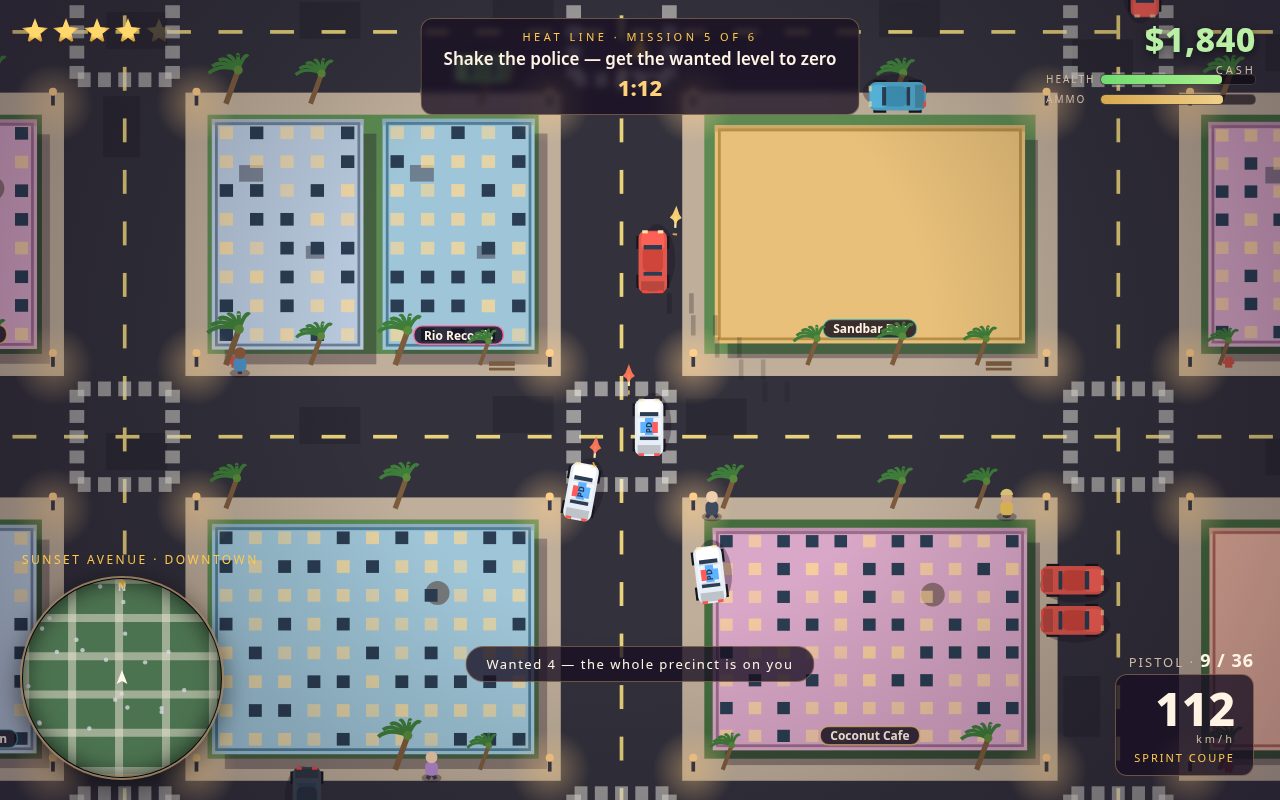 HEAT LINE · MISSION 5 OF 6
Shake the police — get the wanted level to zero
1:12
$1,840
CASH
HEALTH
AMMO
Rio Records
Sandbar
PD
PD
PD
SUNSET AVENUE · DOWNTOWN
N
Wanted 4 — the whole precinct is on you
Coconut Cafe
PISTOL · 9 / 36
112
km/h
SPRINT COUPE